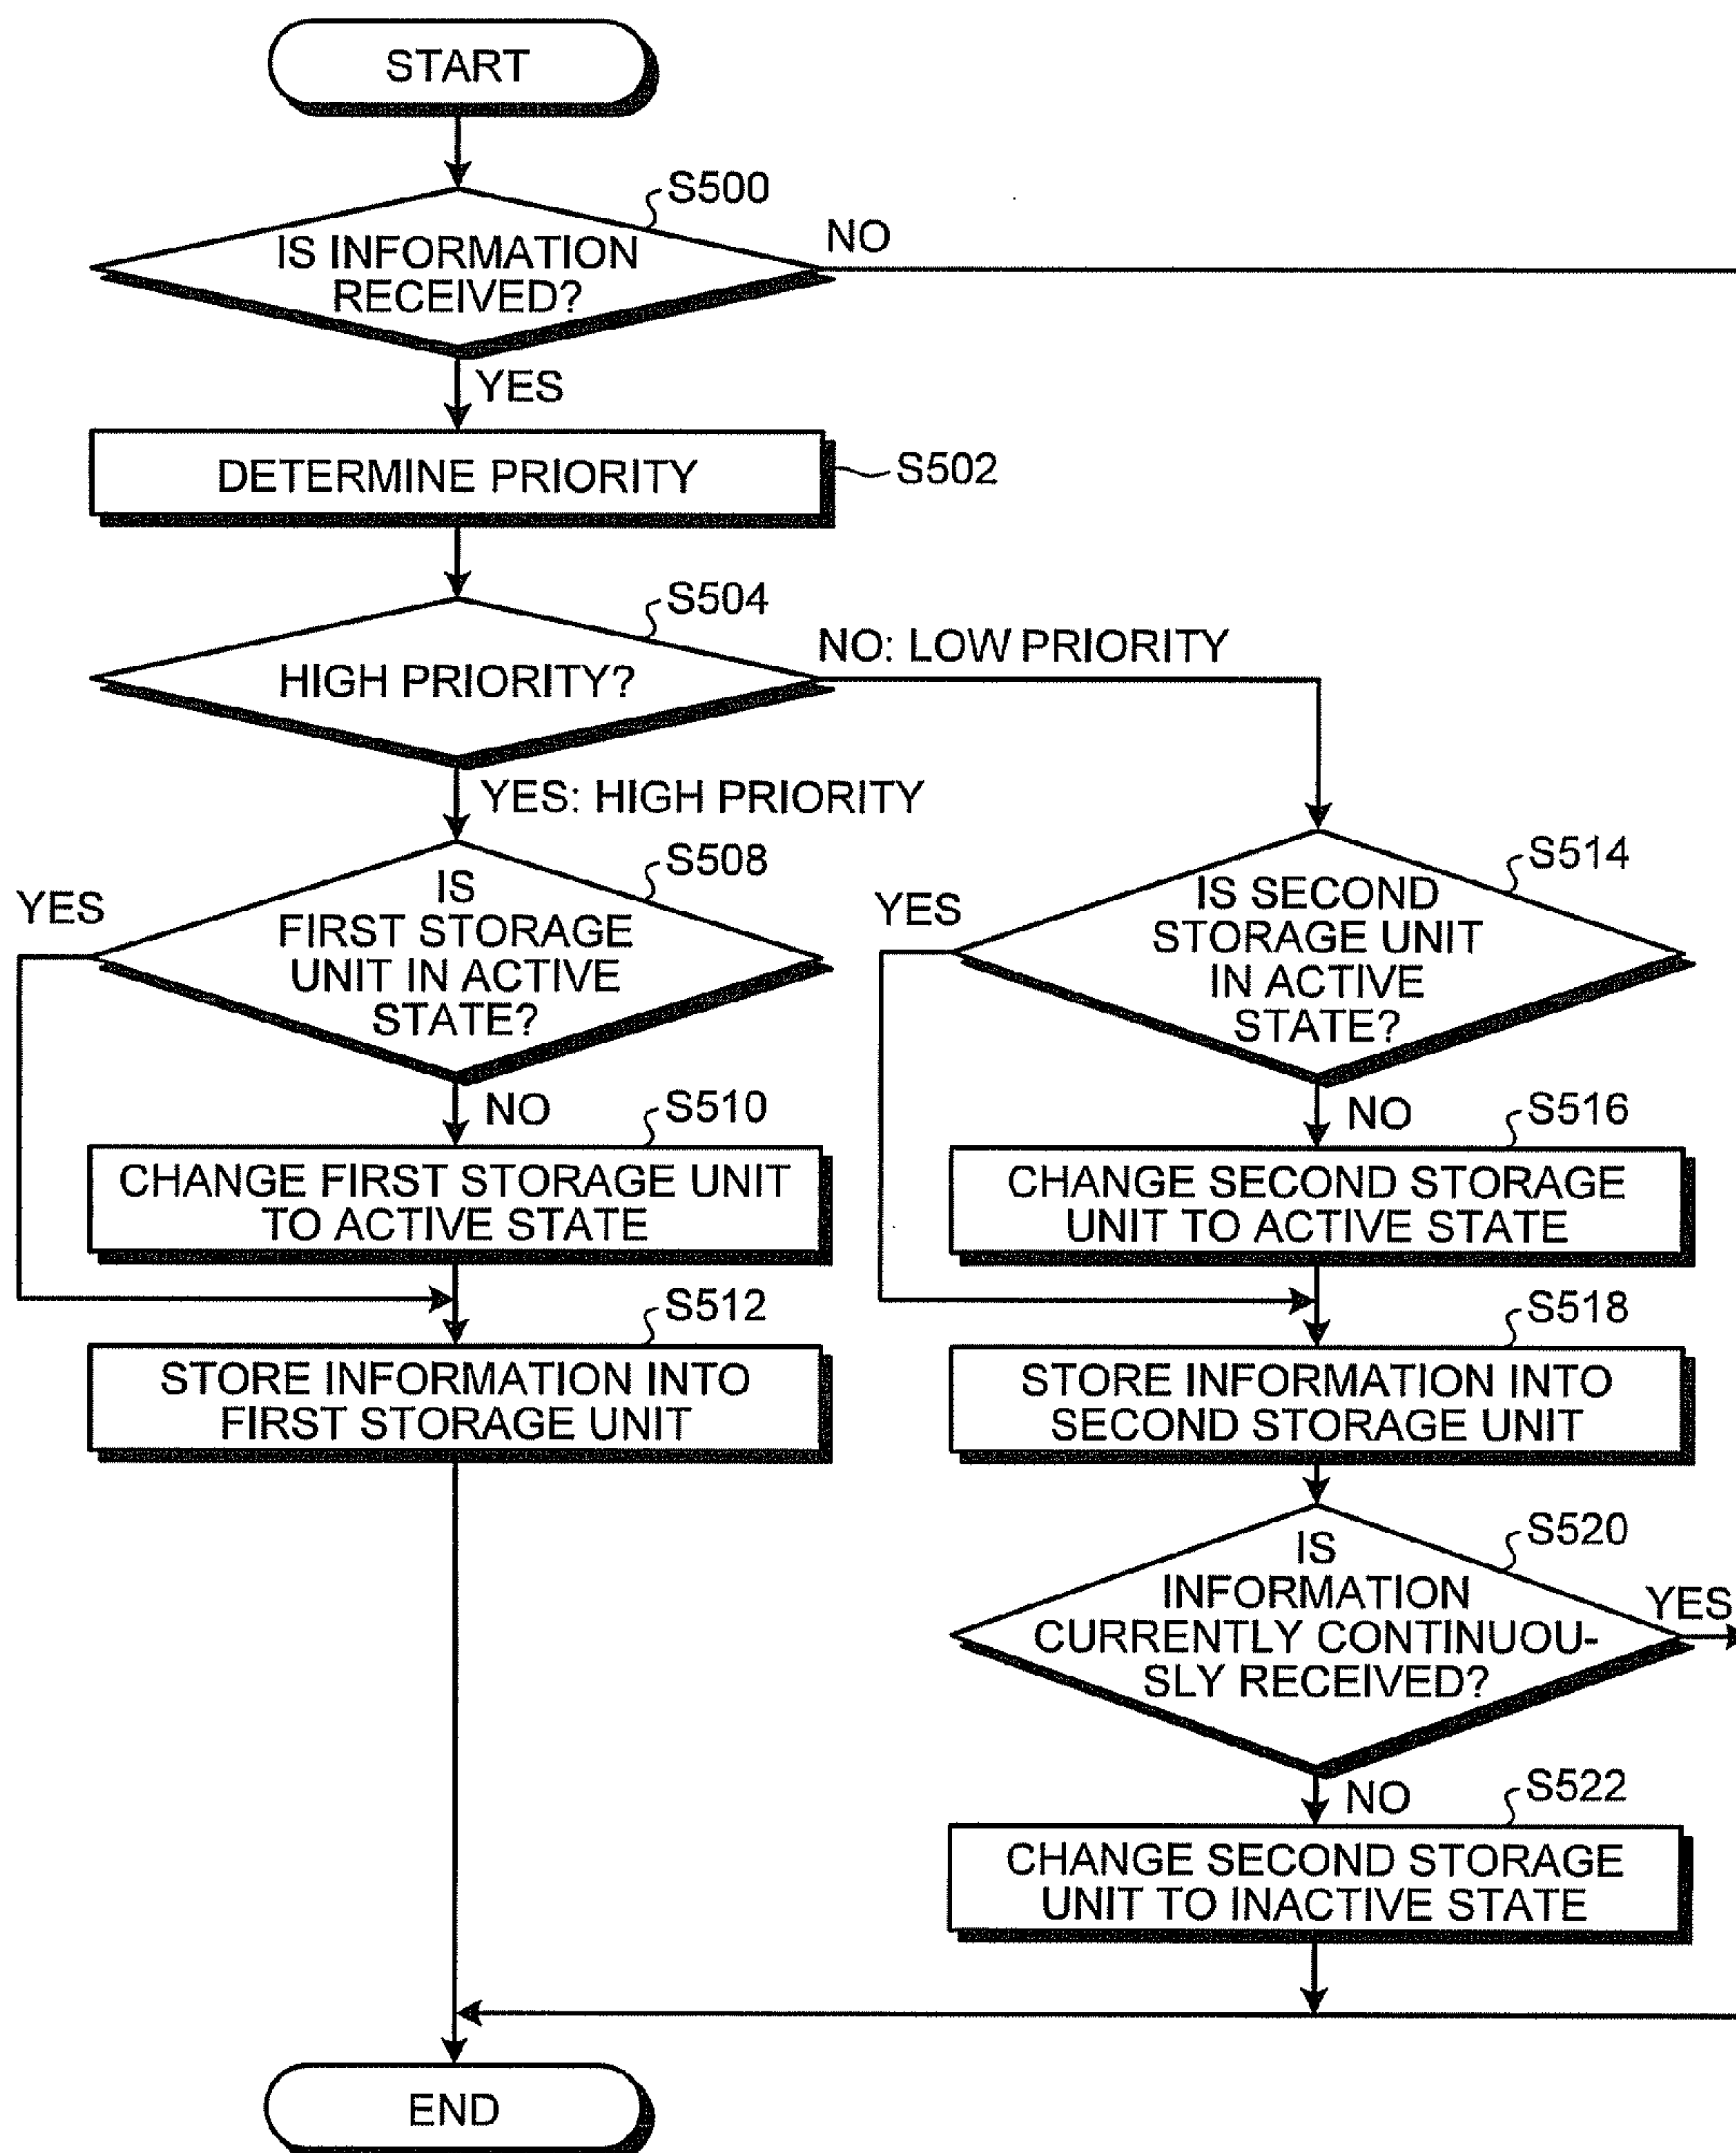 START
S500
IS INFORMATION
RECEIVED?
NO
YES
DETERMINE PRIORITY
S502
S504
HIGH PRIORITY?
NO: LOW PRIORITY
YES: HIGH PRIORITY
S508
YES
IS
FIRST STORAGE
UNIT IN ACTIVE
STATE?
NO
S510
CHANGE FIRST STORAGE UNIT
TO ACTIVE STATE
S512
STORE INFORMATION INTO
FIRST STORAGE UNIT
S514
YES
IS SECOND
STORAGE UNIT
IN ACTIVE
STATE?
NO
S516
CHANGE SECOND STORAGE
UNIT TO ACTIVE STATE
S518
STORE INFORMATION INTO
SECOND STORAGE UNIT
S520
IS
INFORMATION
CURRENTLY CONTINUOU-
SLY RECEIVED?
YES
NO
S522
CHANGE SECOND STORAGE
UNIT TO INACTIVE STATE
END